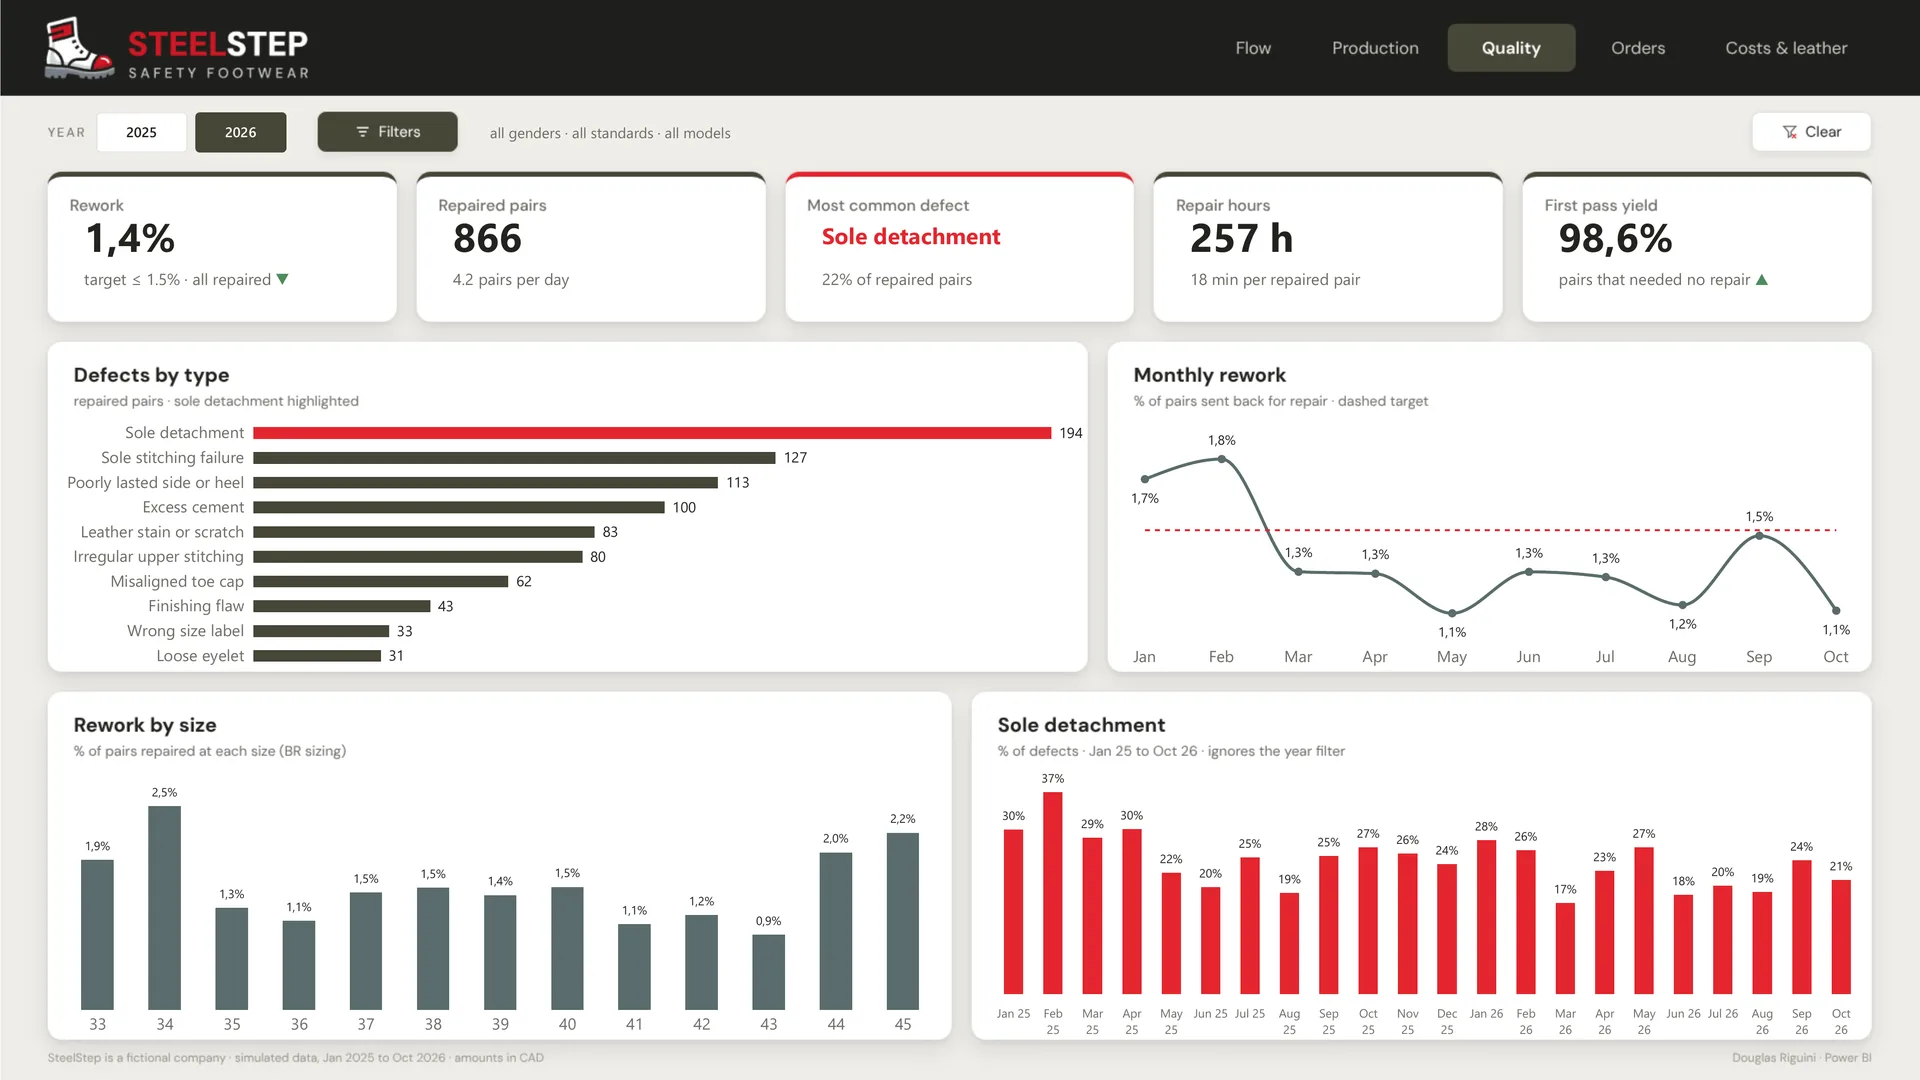 STEELSTEP
SAFETY FOOTWEAR
Flow
Production
Quality
Orders
Costs & leather
YEAR
2025
2026
Filters
all genders · all standards · all models
Clear
Rework
1,4%
target ≤ 1.5% · all repaired ▼
Repaired pairs
866
4.2 pairs per day
Most common defect
Sole detachment
22% of repaired pairs
Repair hours
257 h
18 min per repaired pair
First pass yield
98,6%
pairs that needed no repair ▲
Defects by type
repaired pairs · sole detachment highlighted
Sole detachment 194
Sole stitching failure 127
Poorly lasted side or heel 113
Excess cement 100
Leather stain or scratch 83
Irregular upper stitching 80
Misaligned toe cap 62
Finishing flaw 43
Wrong size label 33
Loose eyelet 31
Monthly rework
% of pairs sent back for repair · dashed target
1,7% 1,8% 1,3% 1,3% 1,1% 1,3% 1,3% 1,2% 1,5% 1,1%
Jan Feb Mar Apr May Jun Jul Aug Sep Oct
Rework by size
% of pairs repaired at each size (BR sizing)
1,9% 2,5% 1,3% 1,1% 1,5% 1,5% 1,4% 1,5% 1,1% 1,2% 0,9% 2,0% 2,2%
33 34 35 36 37 38 39 40 41 42 43 44 45
Sole detachment
% of defects · Jan 25 to Oct 26 · ignores the year filter
30% 37% 29% 30% 22% 20% 25% 19% 25% 27% 26% 24% 28% 26% 17% 23% 27% 18% 20% 19% 24% 21%
Jan 25 Feb 25 Mar 25 Apr 25 May 25 Jun 25 Jul 25 Aug 25 Sep 25 Oct 25 Nov 25 Dec 25 Jan 26 Feb 26 Mar 26 Apr 26 May 26 Jun 26 Jul 26 Aug 26 Sep 26 Oct 26
SteelStep is a fictional company · simulated data, Jan 2025 to Oct 2026 · amounts in CAD
Douglas Riguini · Power BI